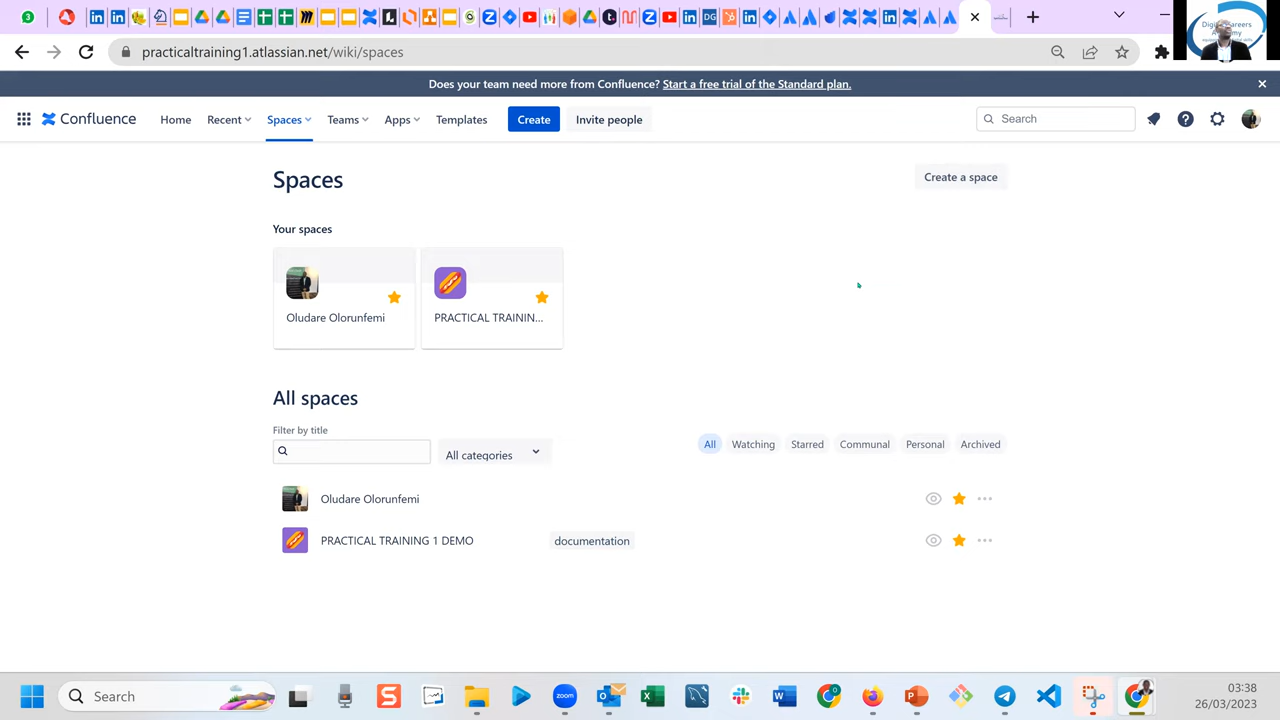 practicaltraining1.atlassian.net/wiki/spaces
Does your team need more from Confluence? Start a free trial of the Standard plan.
Confluence Home Recent Spaces Teams Apps Templates Create Invite people Search
Spaces
Create a space
Your spaces
Oludare Olorunfemi
PRACTICAL TRAININ...
All spaces
Filter by title
All categories
All Watching Starred Communal Personal Archived
Oludare Olorunfemi
PRACTICAL TRAINING 1 DEMO documentation
Search
zoom
03:38
26/03/2023